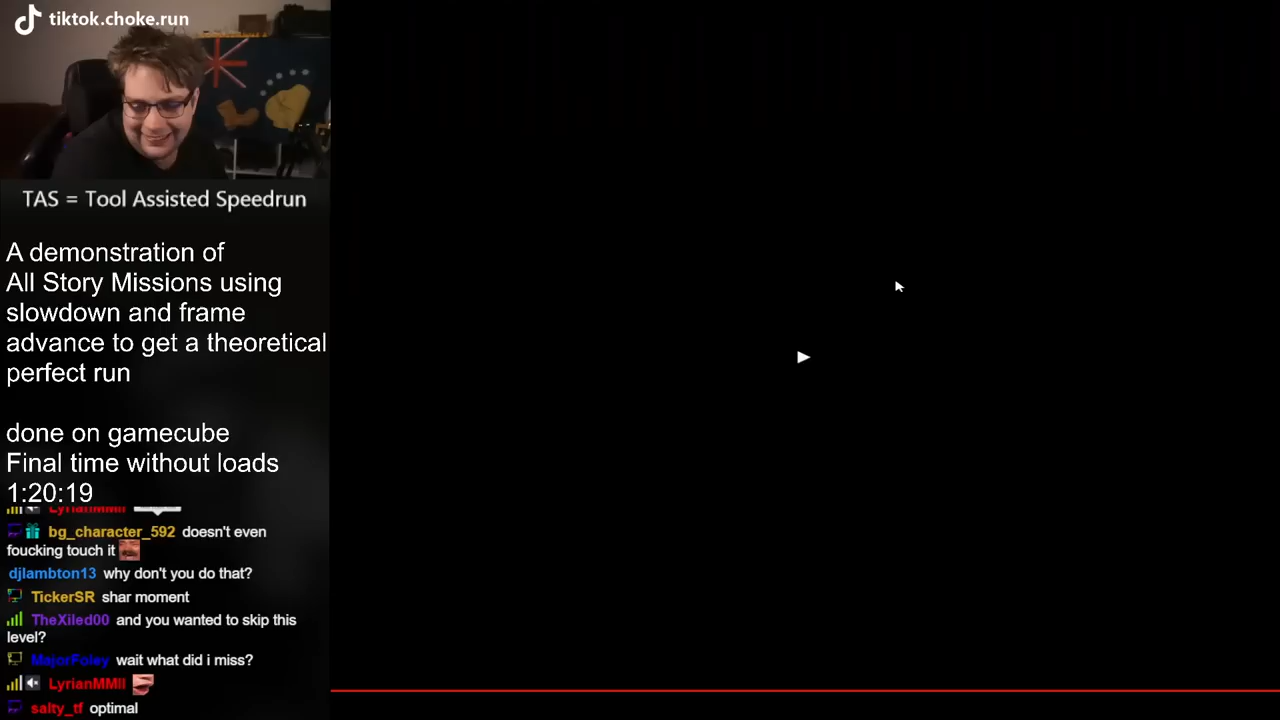 tiktok.choke.run
TAS = Tool Assisted Speedrun
A demonstration of
All Story Missions using
slowdown and frame
advance to get a theoretical
perfect run
done on gamecube
Final time without loads
1:20:19
LyrianMMII
bg_character_592 doesn't even
foucking touch it
djlambton13 why don't you do that?
TickerSR shar moment
TheXiled00 and you wanted to skip this
level?
MajorFoley wait what did i miss?
LyrianMMII
salty_tf optimal